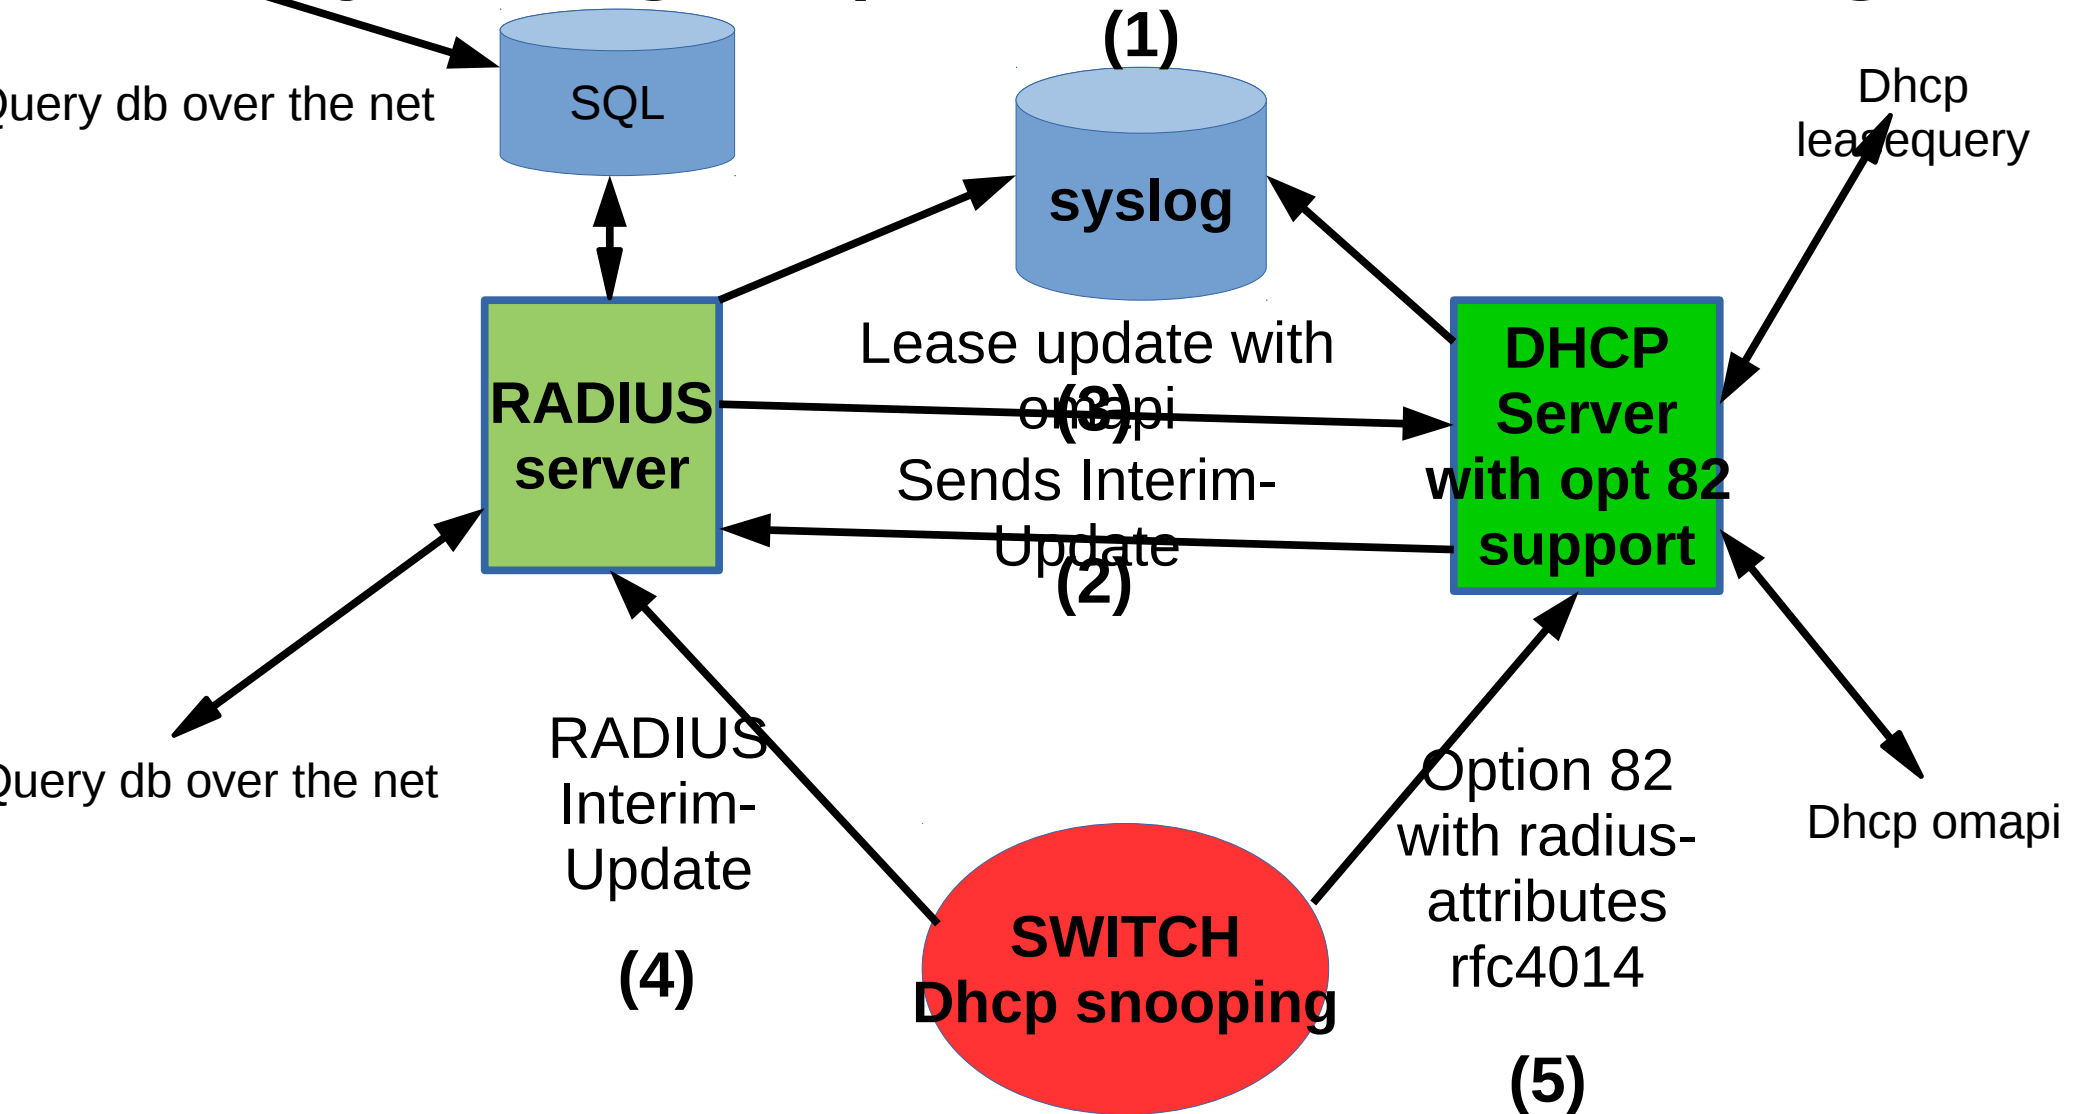 (1)
SQL
Query db over the net
Dhcp
leasequery
syslog
Lease update with
omapi
(3)
RADIUS
server
DHCP
Server
with opt 82
support
Sends Interim-
Update
(2)
RADIUS
Interim-
Update
(4)
Query db over the net
Option 82
with radius-
attributes
rfc4014
(5)
Dhcp omapi
SWITCH
Dhcp snooping